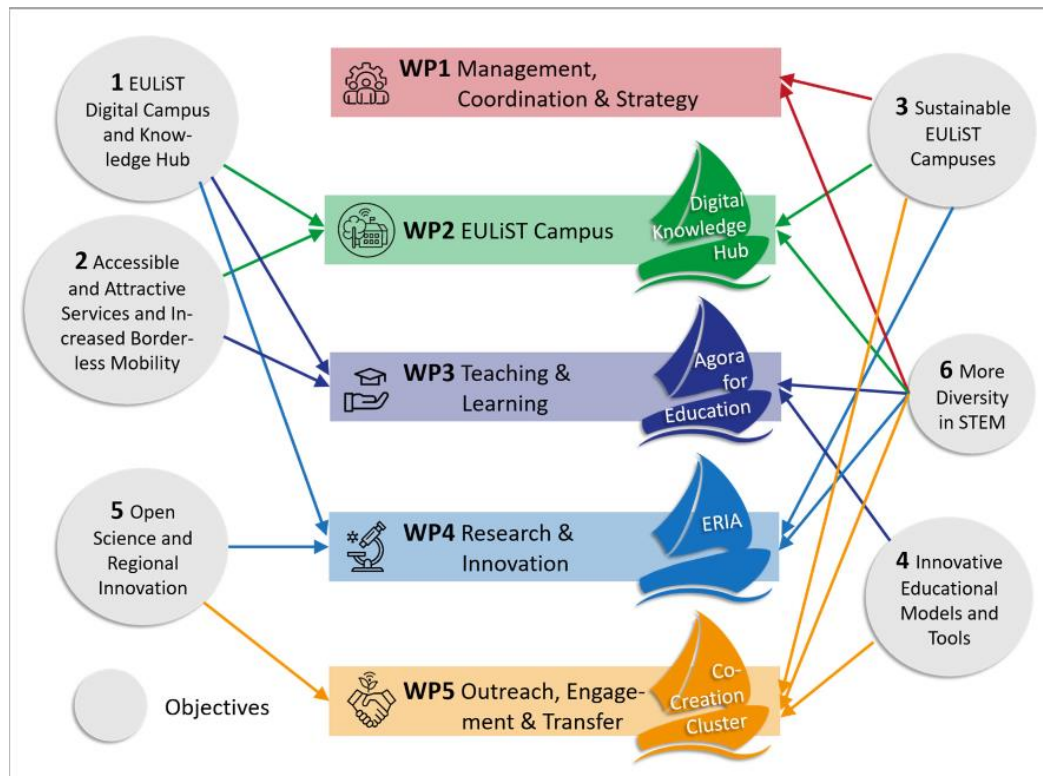 1 EULiST
Digital Campus
and Know-
ledge Hub
2 Accessible
and Attractive
Services and In-
creased Border-
less Mobility
5 Open
Science and
Regional
Innovation
Objectives
WP1 Management,
Coordination & Strategy
WP2 EULiST Campus
Digital
Knowledge
Hub
WP3 Teaching &
Learning
Agora
for
Education
WP4 Research &
Innovation
ERIA
WP5 Outreach, Engage-
ment & Transfer
Co-
Creation
Cluster
3 Sustainable
EULiST
Campuses
6 More
Diversity
in STEM
4 Innovative
Educational
Models and
Tools